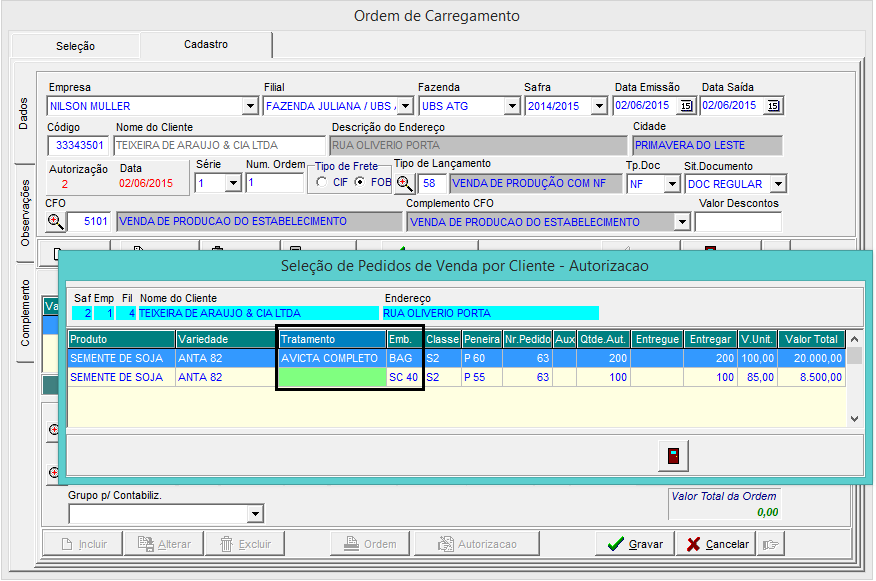 Ordem de Carregamento
Seleção Cadastro
Dados
Observações
Complemento
Empresa Filial Fazenda Safra Data Emissão Data Saída
NILSON MULLER FAZENDA JULIANA / UBS UBS ATG 2014/2015 02/06/2015 15 02/06/2015 15
Código Nome do Cliente Descrição do Endereço Cidade
33343501 TEIXEIRA DE ARAUJO & CIA LTDA RUA OLIVERIO PORTA PRIMAVERA DO LESTE
Autorização Data Série Num. Ordem Tipo de Frete Tipo de Lançamento Tp.Doc Sit.Documento
2 02/06/2015 1 1 CIF FOB 58 VENDA DE PRODUÇÃO COM NF NF DOC REGULAR
CFO Complemento CFO Valor Descontos
5101 VENDA DE PRODUCAO DO ESTABELECIMENTO VENDA DE PRODUCAO DO ESTABELECIMENTO
Seleção de Pedidos de Venda por Cliente - Autorizacao
Va
Saf Emp Fil Nome do Cliente Endereço
2 1 4 TEIXEIRA DE ARAUJO & CIA LTDA RUA OLIVERIO PORTA
Produto Variedade Tratamento Emb. Classe Peneira Nr.Pedido Aux Qtde.Aut. Entregue Entregar V.Unit. Valor Total
SEMENTE DE SOJA ANTA 82 AVICTA COMPLETO BAG S2 P 60 63 200 200 100,00 20.000,00
SEMENTE DE SOJA ANTA 82 SC 40 S2 P 55 63 100 100 85,00 8.500,00
Grupo p/ Contabiliz. Valor Total da Ordem
0,00
Incluir Alterar Excluir Ordem Autorizacao Gravar Cancelar